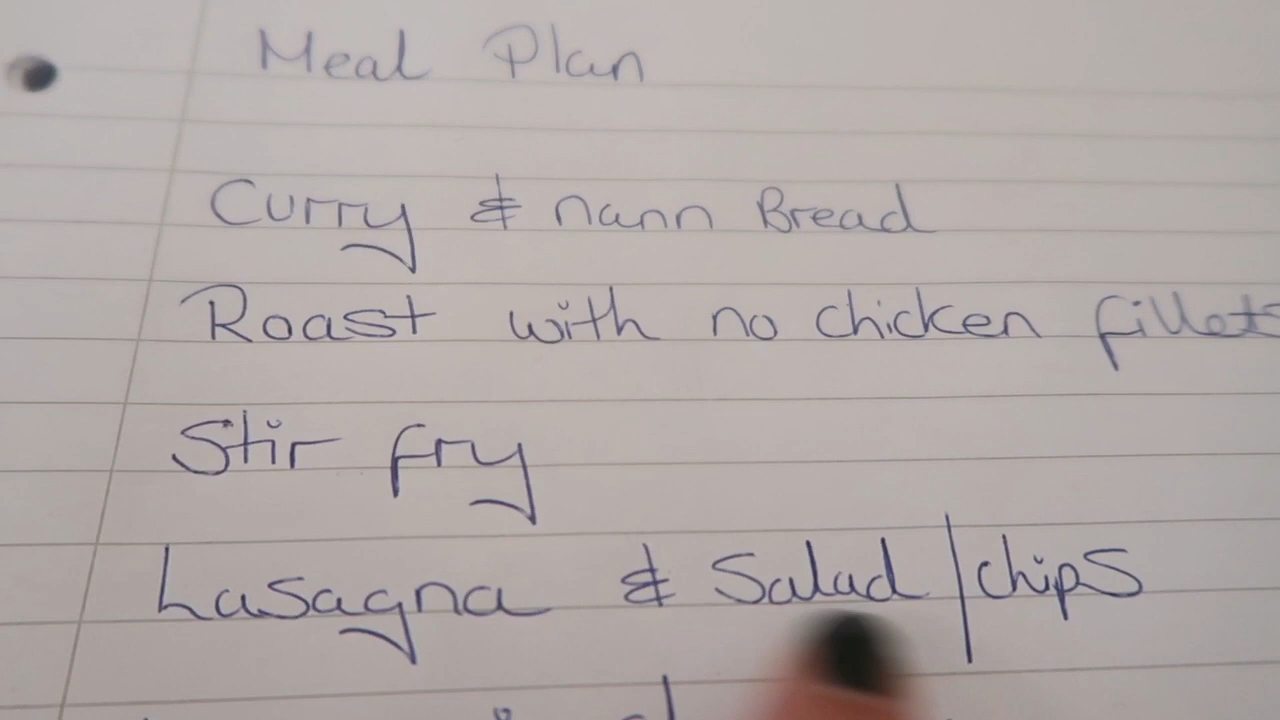 Meal Plan
Curry & nann Bread
Roast with no chicken fillets
Stir fry
Lasagna & Salad / chips